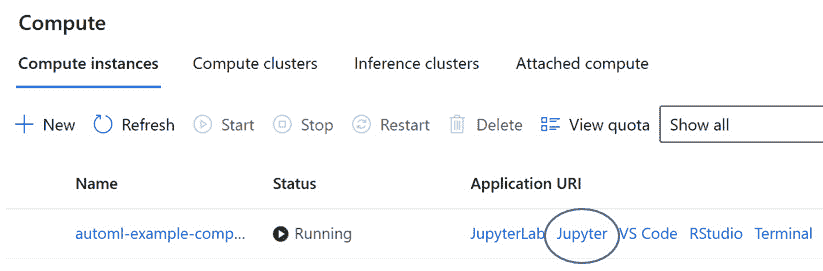 Compute
Compute instances Compute clusters Inference clusters Attached compute
New Refresh Start Stop Restart Delete View quota Show all
Name Status Application URI
automl-example-comp... Running JupyterLab Jupyter VS Code RStudio Terminal